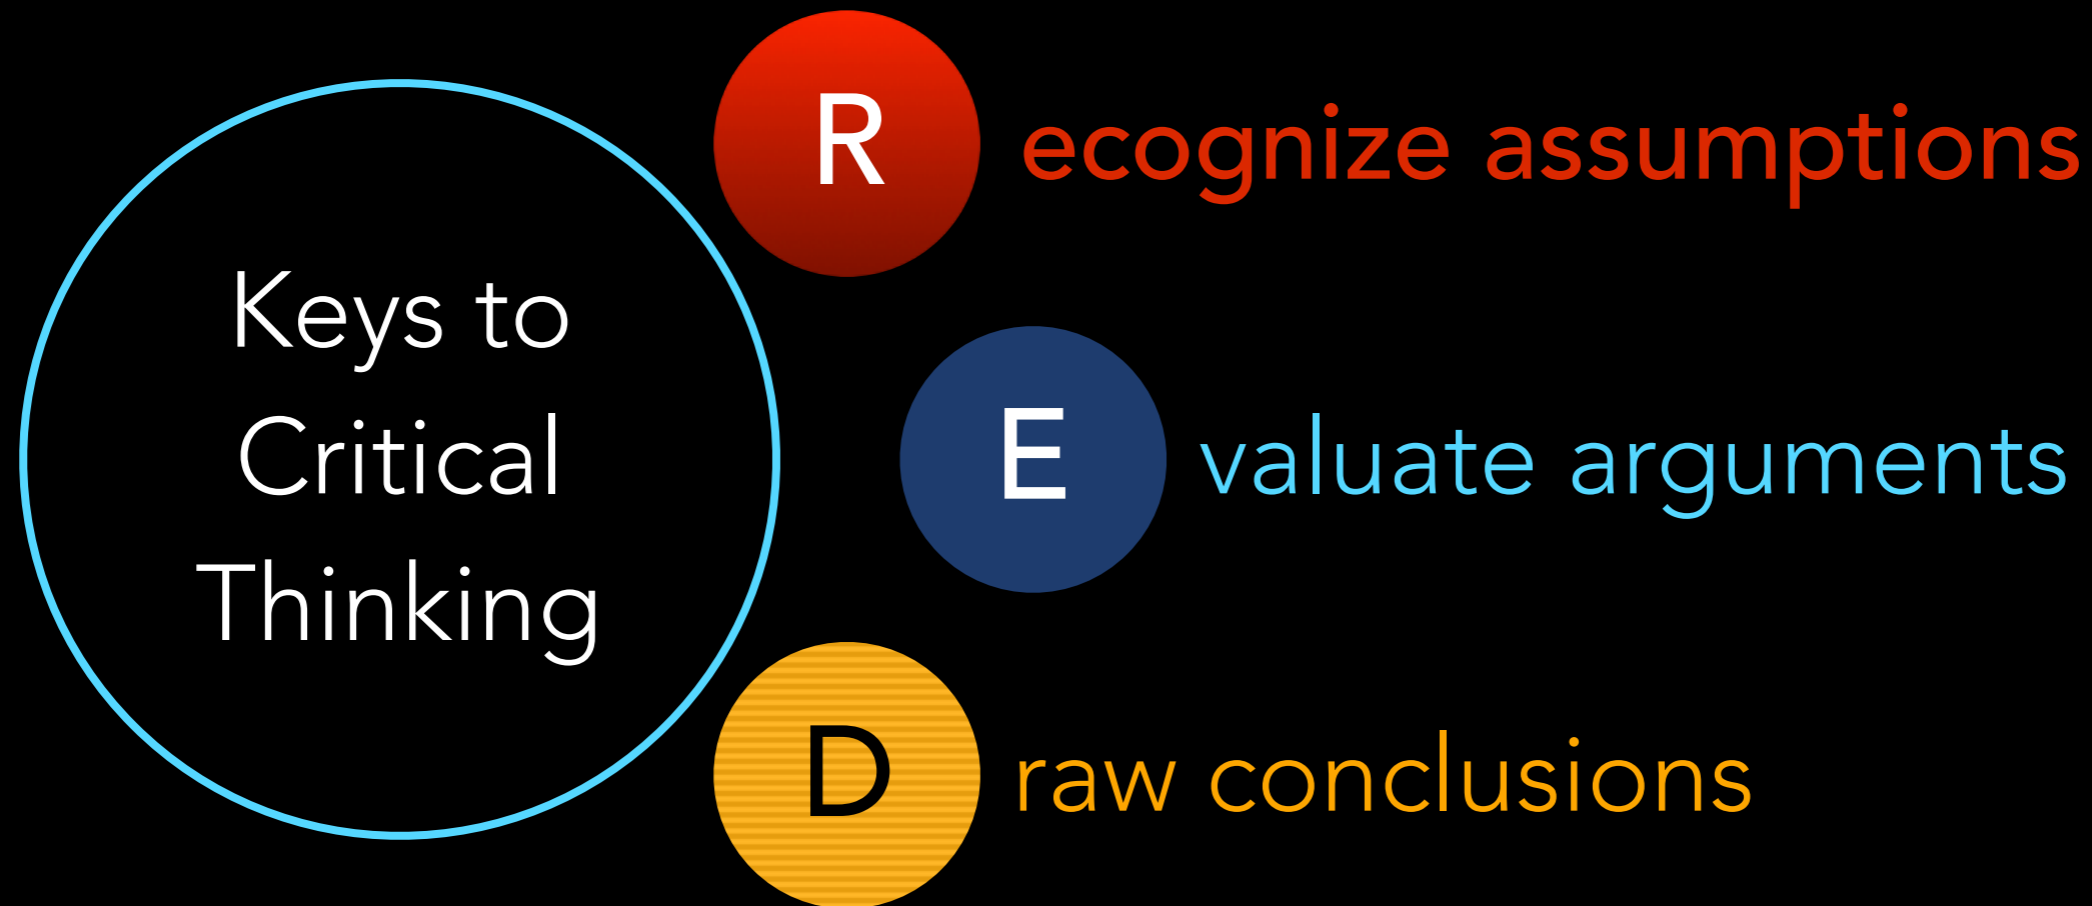 Keys to
Critical
Thinking
R ecognize assumptions
E valuate arguments
D raw conclusions